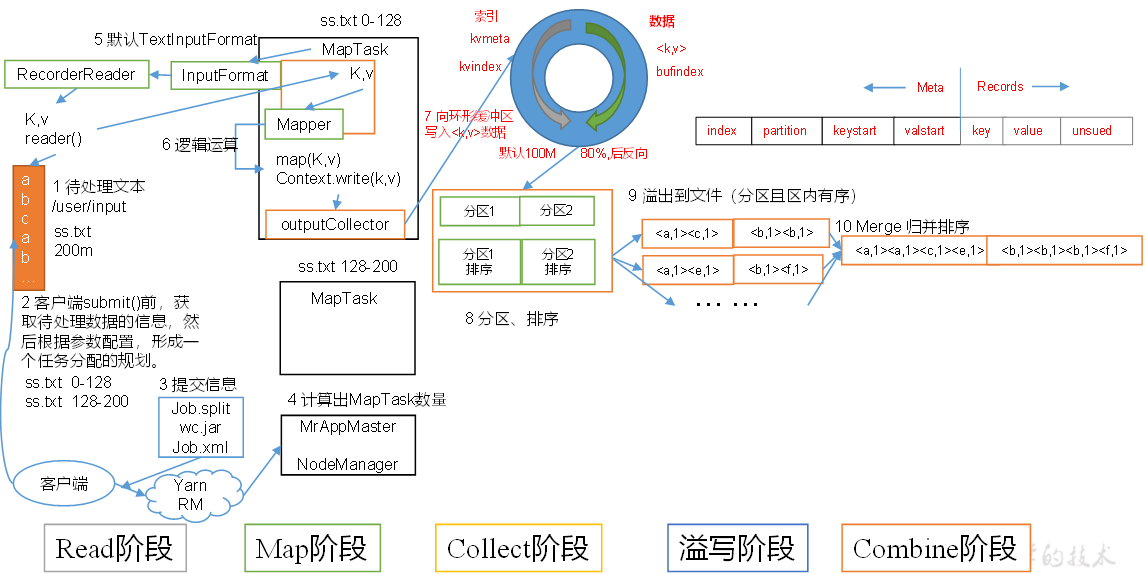 ss.txt 0-128
5 默认TextInputFormat
MapTask
RecorderReader
InputFormat
K,v
K,v
reader()
Mapper
6 逻辑运算
map(K,v)
Context.write(k,v)
outputCollector
索引
kvmeta
kvindex
数据
<k,v>
bufindex
7 向环形缓冲区
写入<k,v>数据
默认100M
80%,后反向
Meta
Records
index
partition
keystart
valstart
key
value
unsued
a
b
c
a
b
...
1 待处理文本
/user/input
ss.txt
200m
分区1
分区2
分区1
排序
分区2
排序
8 分区、排序
9 溢出到文件（分区且区内有序）
<a,1><c,1>
<b,1><b,1>
<a,1><e,1>
<b,1><f,1>
... ...
10 Merge 归并排序
<a,1><a,1><c,1><e,1>
<b,1><b,1><b,1><f,1>
ss.txt 128-200
MapTask
2 客户端submit()前，获
取待处理数据的信息，然
后根据参数配置，形成一
个任务分配的规划。
ss.txt 0-128
ss.txt 128-200
3 提交信息
Job.split
wc.jar
Job.xml
4 计算出MapTask数量
MrAppMaster
NodeManager
客户端
Yarn
RM
Read阶段
Map阶段
Collect阶段
溢写阶段
Combine阶段
的技术